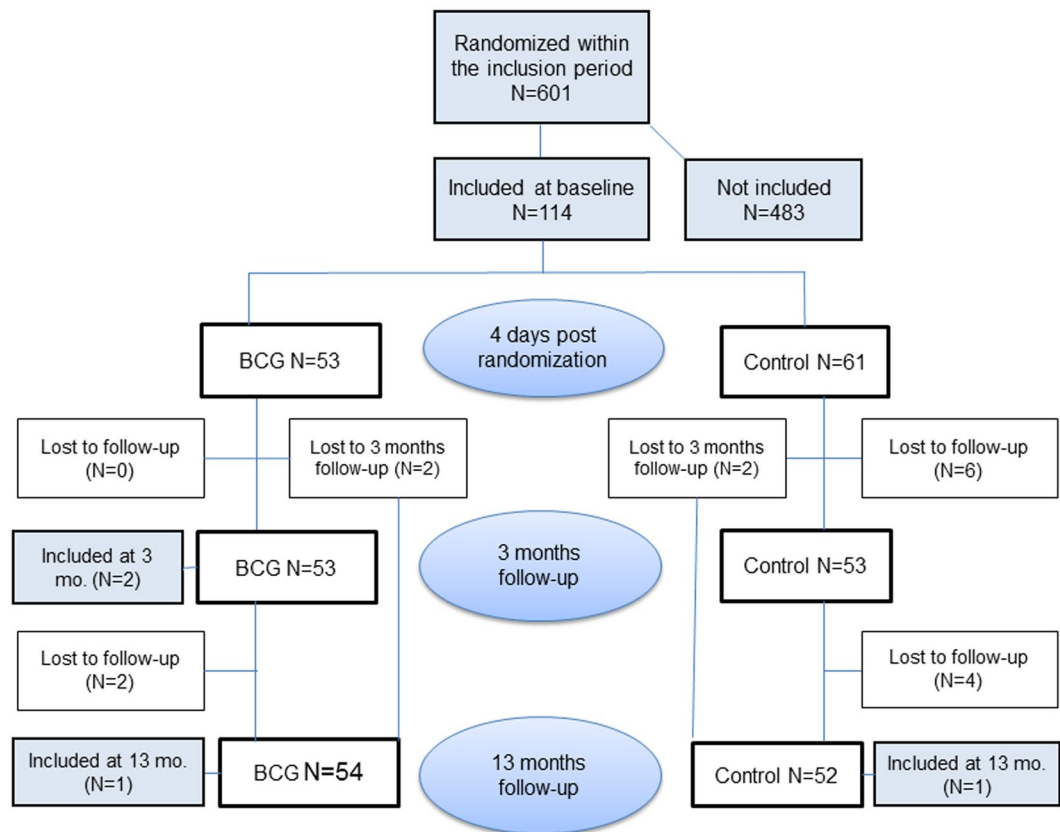 Randomized within
the inclusion period
N=601
Included at baseline
N=114
Not included
N=483
4 days post
randomization
BCG N=53
Control N=61
Lost to follow-up
(N=0)
Lost to 3 months
follow-up (N=2)
Lost to 3 months
follow-up (N=2)
Lost to follow-up
(N=6)
Included at 3
mo. (N=2)
BCG N=53
3 months
follow-up
Control N=53
Lost to follow-up
(N=2)
Lost to follow-up
(N=4)
Included at 13 mo.
(N=1)
BCG N=54
13 months
follow-up
Control N=52
Included at 13 mo.
(N=1)